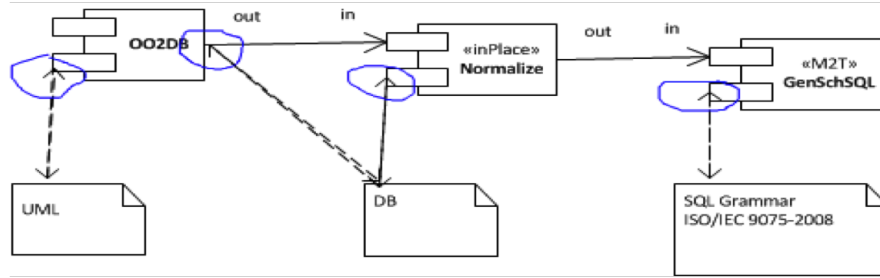 out
in
OO2DB
out
in
«inPlace»
Normalize
«M2T»
GenSchSQL
UML
DB
SQL Grammar
ISO/IEC 9075-2008